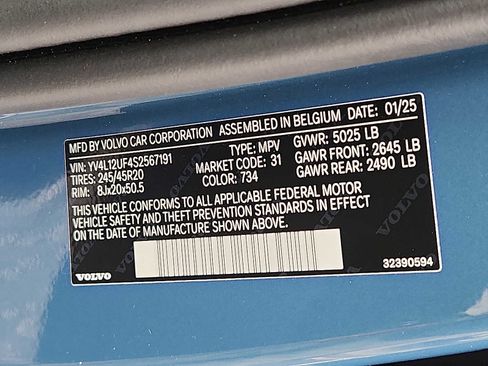 MFD BY VOLVO CAR CORPORATION ASSEMBLED IN BELGIUM DATE: 01/25
VIN: YV4L12UF4S2567191 TYPE: MPV GVWR: 5025 LB
TIRES: 245/45R20 MARKET CODE: 31 GAWR FRONT: 2645 LB
RIM: 8Jx20x50.5 COLOR: 734 GAWR REAR: 2490 LB
THIS VEHICLE CONFORMS TO ALL APPLICABLE FEDERAL MOTOR
VEHICLE SAFETY AND THEFT PREVENTION STANDARDS IN EFFECT
ON THE DATE OF MANUFACTURE SHOWN ABOVE.
VOLVO
32390594